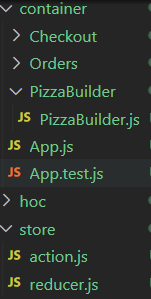 container
Checkout
Orders
PizzaBuilder
JS PizzaBuilder.js
JS App.js
JS App.test.js
hoc
store
JS action.js
JS reducer.js